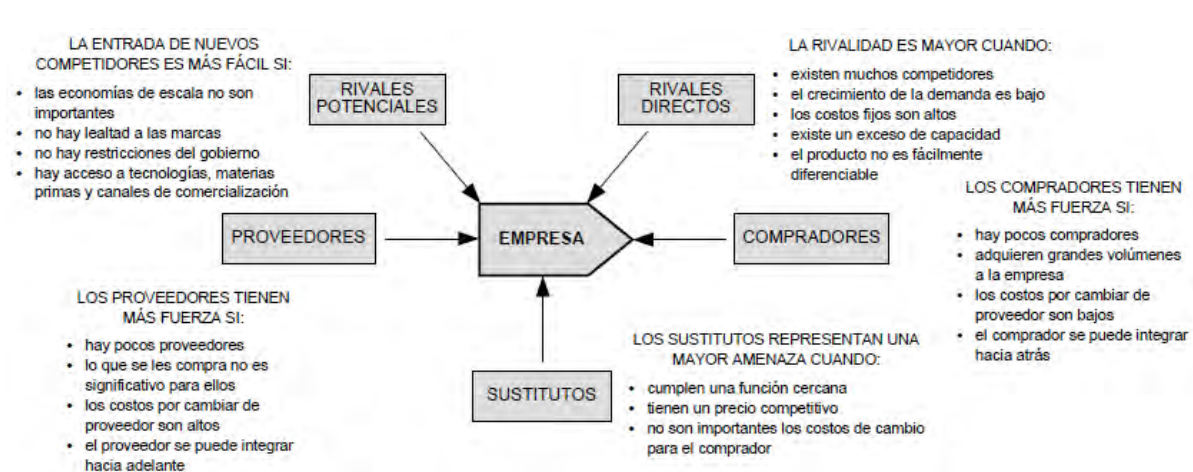 LA ENTRADA DE NUEVOS
COMPETIDORES ES MÁS FÁCIL SI:
• las economías de escala no son
importantes
• no hay lealtad a las marcas
• no hay restricciones del gobierno
• hay acceso a tecnologías, materias
primas y canales de comercialización
RIVALES
POTENCIALES
RIVALES
DIRECTOS
LA RIVALIDAD ES MAYOR CUANDO:
• existen muchos competidores
• el crecimiento de la demanda es bajo
• los costos fijos son altos
• existe un exceso de capacidad
• el producto no es fácilmente
diferenciable
PROVEEDORES
EMPRESA
COMPRADORES
LOS COMPRADORES TIENEN
MÁS FUERZA SI:
• hay pocos compradores
• adquieren grandes volúmenes
a la empresa
• los costos por cambiar de
proveedor son bajos
• el comprador se puede integrar
hacia atrás
LOS PROVEEDORES TIENEN
MÁS FUERZA SI:
• hay pocos proveedores
• lo que se les compra no es
significativo para ellos
• los costos por cambiar de
proveedor son altos
• el proveedor se puede integrar
hacia adelante
SUSTITUTOS
LOS SUSTITUTOS REPRESENTAN UNA
MAYOR AMENAZA CUANDO:
• cumplen una función cercana
• tienen un precio competitivo
• no son importantes los costos de cambio
para el comprador